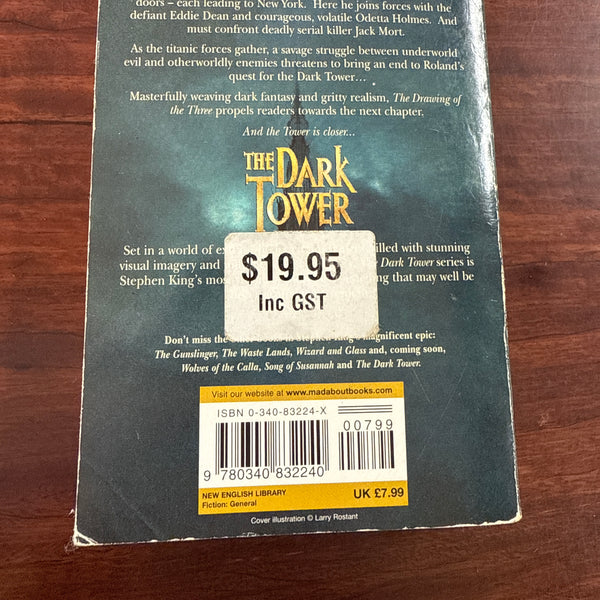 doors – each leading to New York. Here he joins forces with the
defiant Eddie Dean and courageous, volatile Odetta Holmes. And
must confront deadly serial killer Jack Mort.
As the titanic forces gather, a savage struggle between underworld
evil and otherworldly enemies threatens to bring an end to Roland's
quest for the Dark Tower...
Masterfully weaving dark fantasy and gritty realism, The Drawing of
the Three propels readers towards the next chapter.
And the Tower is closer...
THE DARK
TOWER
Set in a world of filled with stunning
visual imagery and Dark Tower series is
Stephen King's that may well be
$19.95
Inc GST
Don't miss the magnificent epic:
The Gunslinger, The Waste Lands, Wizard and Glass and, coming soon,
Wolves of the Calla, Song of Susannah and The Dark Tower.
Visit our website at www.madaboutbooks.com
ISBN 0-340-83224-X
00799
9 780340 832240
NEW ENGLISH LIBRARY
Fiction: General
UK £7.99
Cover illustration © Larry Rostant